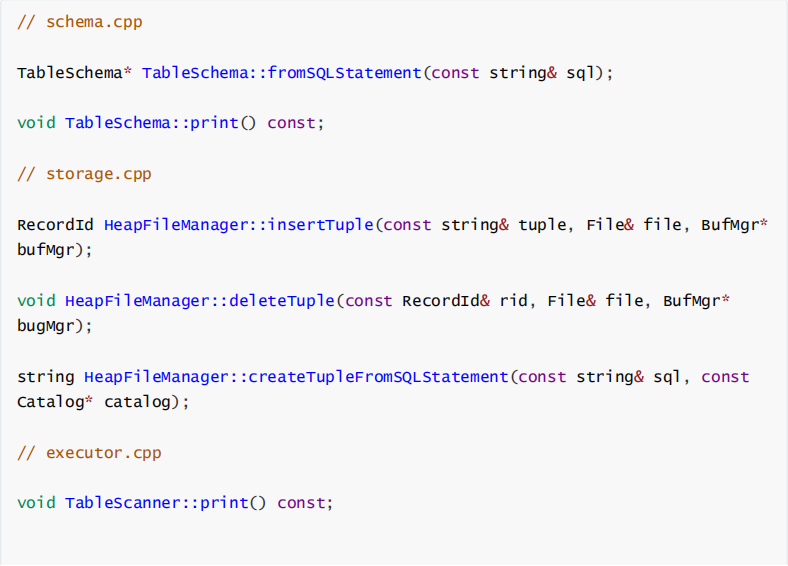 // schema.cpp
TableSchema* TableSchema::fromSQLStatement(const string& sql);
void TableSchema::print() const;
// storage.cpp
RecordId HeapFileManager::insertTuple(const string& tuple, File& file, BufMgr*
bufMgr);
void HeapFileManager::deleteTuple(const RecordId& rid, File& file, BufMgr*
bugMgr);
string HeapFileManager::createTupleFromSQLStatement(const string& sql, const
Catalog* catalog);
// executor.cpp
void TableScanner::print() const;